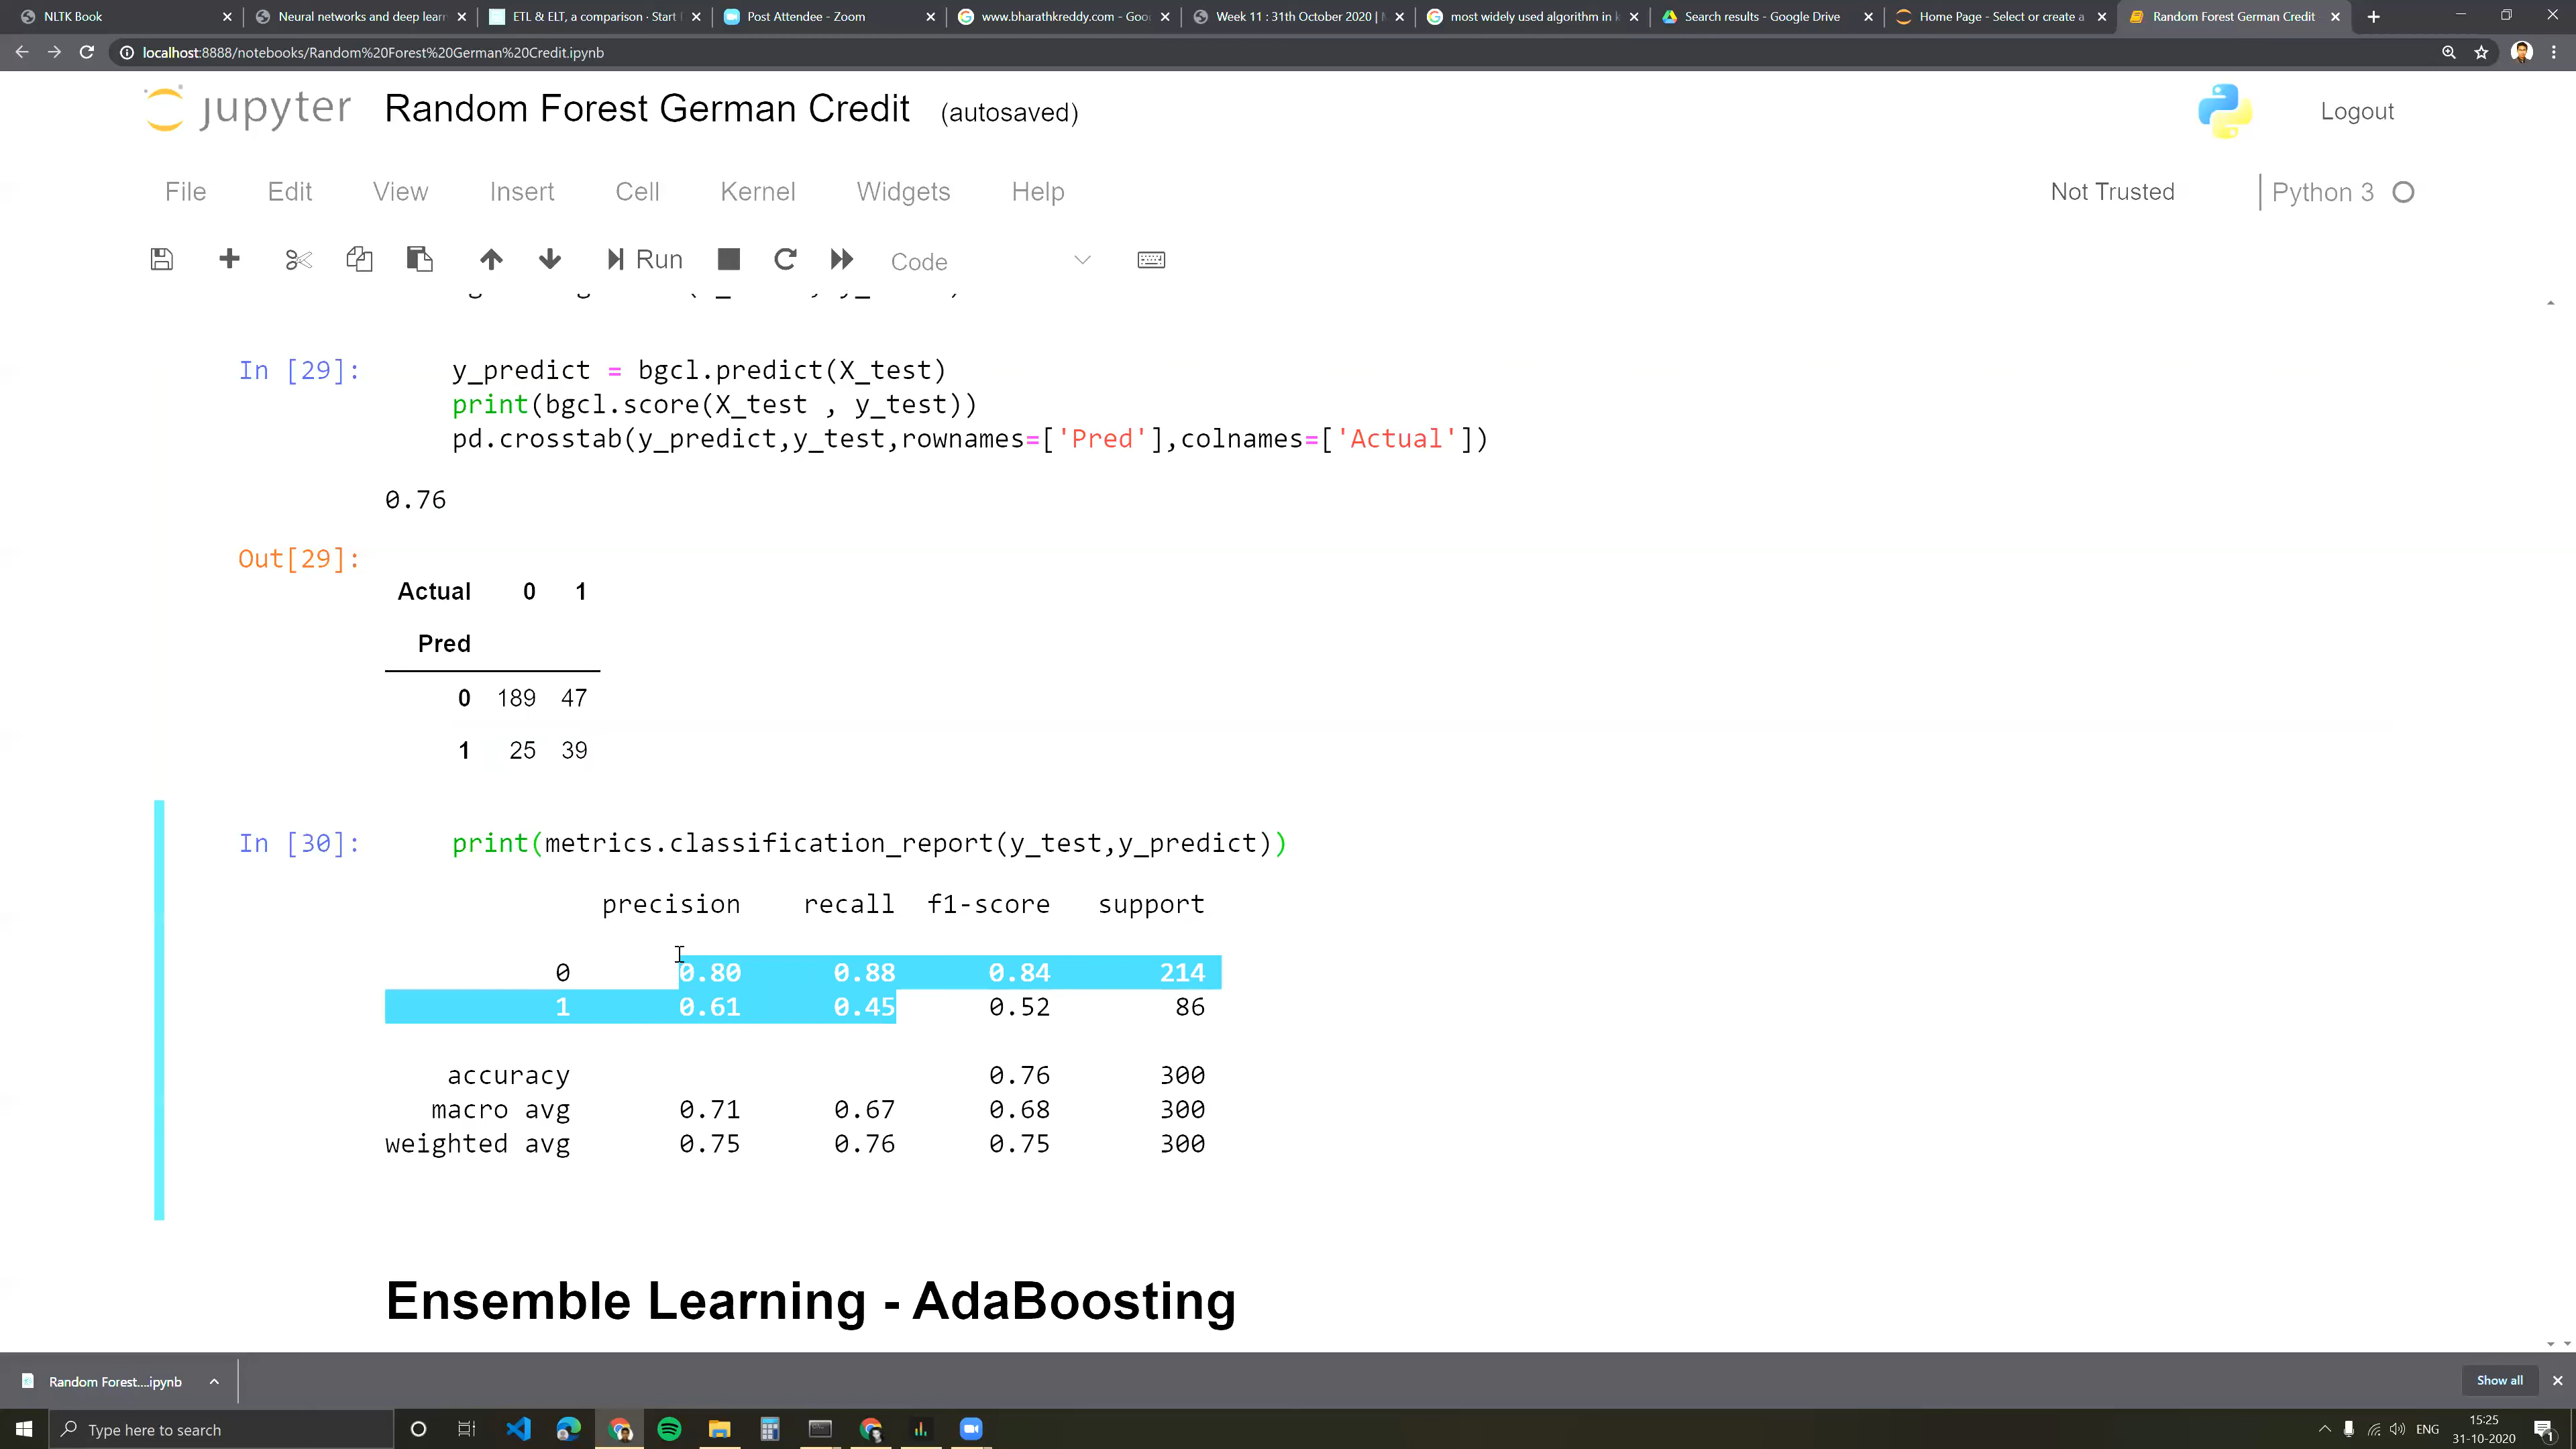 NLTK Book
Neural networks and deep lear
ETL & ELT, a comparison · Start
Post Attendee - Zoom
www.bharathkreddy.com - Goo
Week 11 : 31th October 2020 |
most widely used algorithm in k
Search results - Google Drive
Home Page - Select or create a
Random Forest German Credit
localhost:8888/notebooks/Random%20Forest%20German%20Credit.ipynb
jupyter Random Forest German Credit (autosaved)
Logout
File Edit View Insert Cell Kernel Widgets Help
Not Trusted
Python 3
Run
Code
In [29]: y_predict = bgcl.predict(X_test)
print(bgcl.score(X_test , y_test))
pd.crosstab(y_predict,y_test,rownames=['Pred'],colnames=['Actual'])
0.76
Out[29]:
Actual 0 1
Pred
0 189 47
1 25 39
In [30]: print(metrics.classification_report(y_test,y_predict))
precision recall f1-score support
0 0.80 0.88 0.84 214
1 0.61 0.45 0.52 86
accuracy 0.76 300
macro avg 0.71 0.67 0.68 300
weighted avg 0.75 0.76 0.75 300
Ensemble Learning - AdaBoosting
Random Forest....ipynb
Show all
Type here to search
ENG
15:25
31-10-2020
1